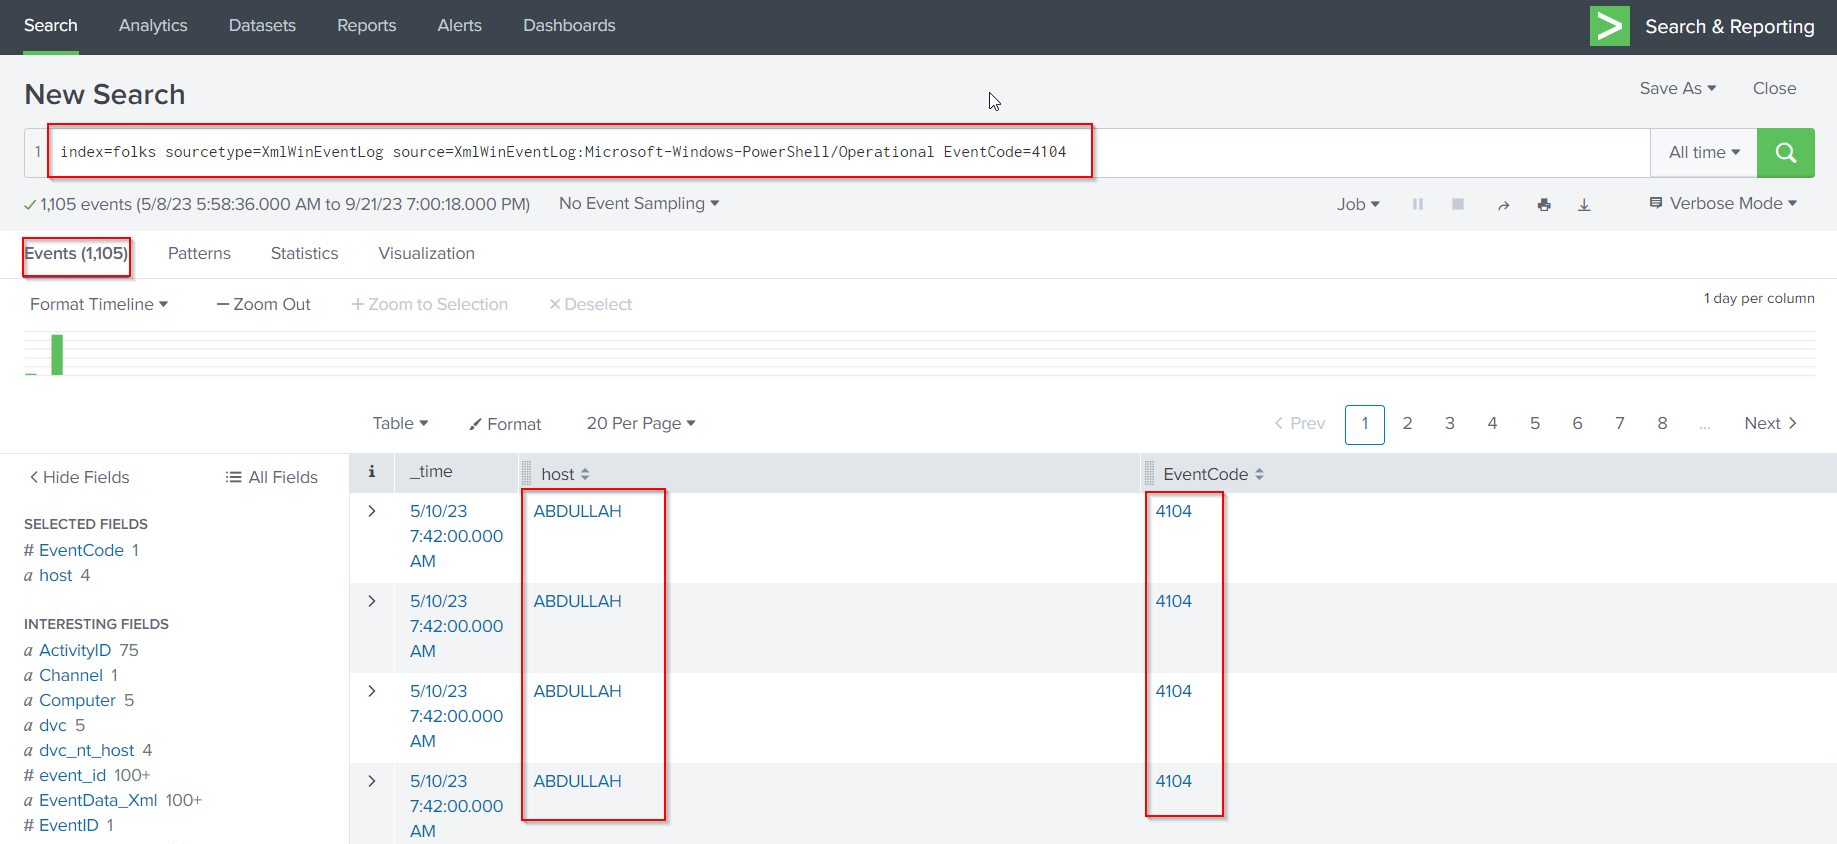 Search Analytics Datasets Reports Alerts Dashboards Search & Reporting
New Search Save As Close
1 index=folks sourcetype=XmlWinEventLog source=XmlWinEventLog:Microsoft-Windows-PowerShell/Operational EventCode=4104 All time
1,105 events (5/8/23 5:58:36.000 AM to 9/21/23 7:00:18.000 PM) No Event Sampling Job Verbose Mode
Events (1,105) Patterns Statistics Visualization
Format Timeline — Zoom Out + Zoom to Selection × Deselect 1 day per column
Table Format 20 Per Page < Prev 1 2 3 4 5 6 7 8 ... Next >
< Hide Fields All Fields
SELECTED FIELDS
# EventCode 1
a host 4
INTERESTING FIELDS
a ActivityID 75
a Channel 1
a Computer 5
a dvc 5
a dvc_nt_host 4
# event_id 100+
a EventData_Xml 100+
# EventID 1
i _time host EventCode
> 5/10/23 ABDULLAH 4104
7:42:00.000
AM
> 5/10/23 ABDULLAH 4104
7:42:00.000
AM
> 5/10/23 ABDULLAH 4104
7:42:00.000
AM
> 5/10/23 ABDULLAH 4104
7:42:00.000
AM